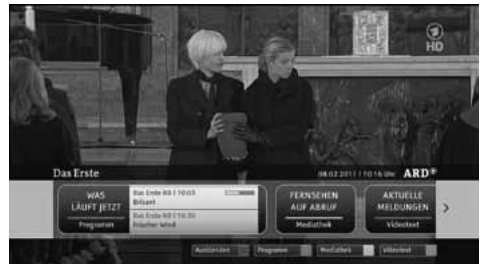 HD
Das Erste
08.02.2011 | 10:16 Uhr ARD
WAS
LÄUFT JETZT
Programm
Das Erste HD | 10:03
Brisant
Das Erste HD | 10:30
Frischer Wind
FERNSEHEN
AUF ABRUF
Mediathek
AKTUELLE
MELDUNGEN
Videotext
Ausblenden Programm Mediathek Videotext